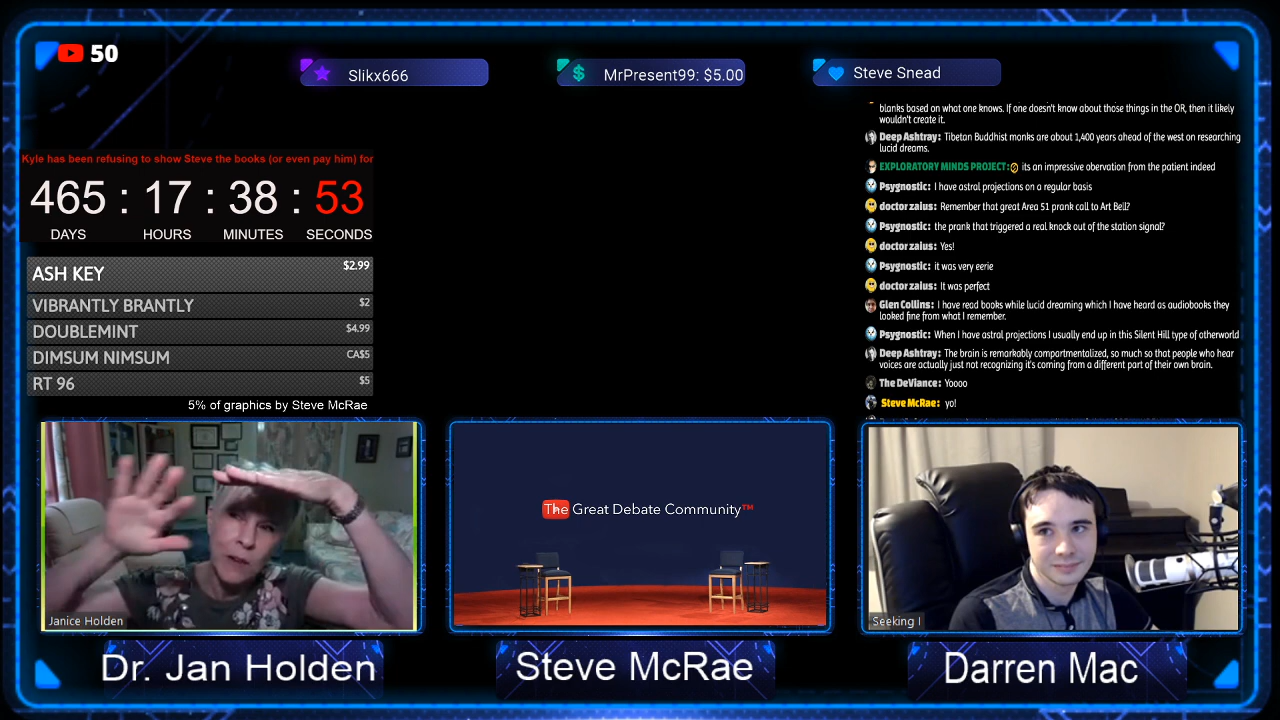 50
Slikx666
MrPresent99: $5.00
Steve Snead
Kyle has been refusing to show Steve the books (or even pay him) for
465 : 17 : 38 : 53
DAYS HOURS MINUTES SECONDS
ASH KEY $2.99
VIBRANTLY BRANTLY $2
DOUBLEMINT $4.99
DIMSUM NIMSUM CA$5
RT 96 $5
5% of graphics by Steve McRae
blanks based on what one knows. If one doesn't know about those things in the OR, then it likely
wouldn't create it.
Deep Ashtray: Tibetan Buddhist monks are about 1,400 years ahead of the west on researching
lucid dreams.
EXPLORATORY MINDS PROJECT: its an impressive obervation from the patient indeed
Psygnostic: I have astral projections on a regular basis
doctor zaius: Remember that great Area 51 prank call to Art Bell?
Psygnostic: the prank that triggered a real knock out of the station signal?
doctor zaius: Yes!
Psygnostic: it was very eerie
doctor zaius: It was perfect
Glen Collins: I have read books while lucid dreaming which I have heard as audiobooks they
looked fine from what I remember.
Psygnostic: When I have astral projections I usually end up in this Silent Hill type of otherworld
Deep Ashtray: The brain is remarkably compartmentalized, so much so that people who hear
voices are actually just not recognizing it's coming from a different part of their own brain.
The DeViance: Yoooo
Steve McRae: yo!
The Great Debate Community™
Janice Holden
Seeking I
Dr. Jan Holden
Steve McRae
Darren Mac